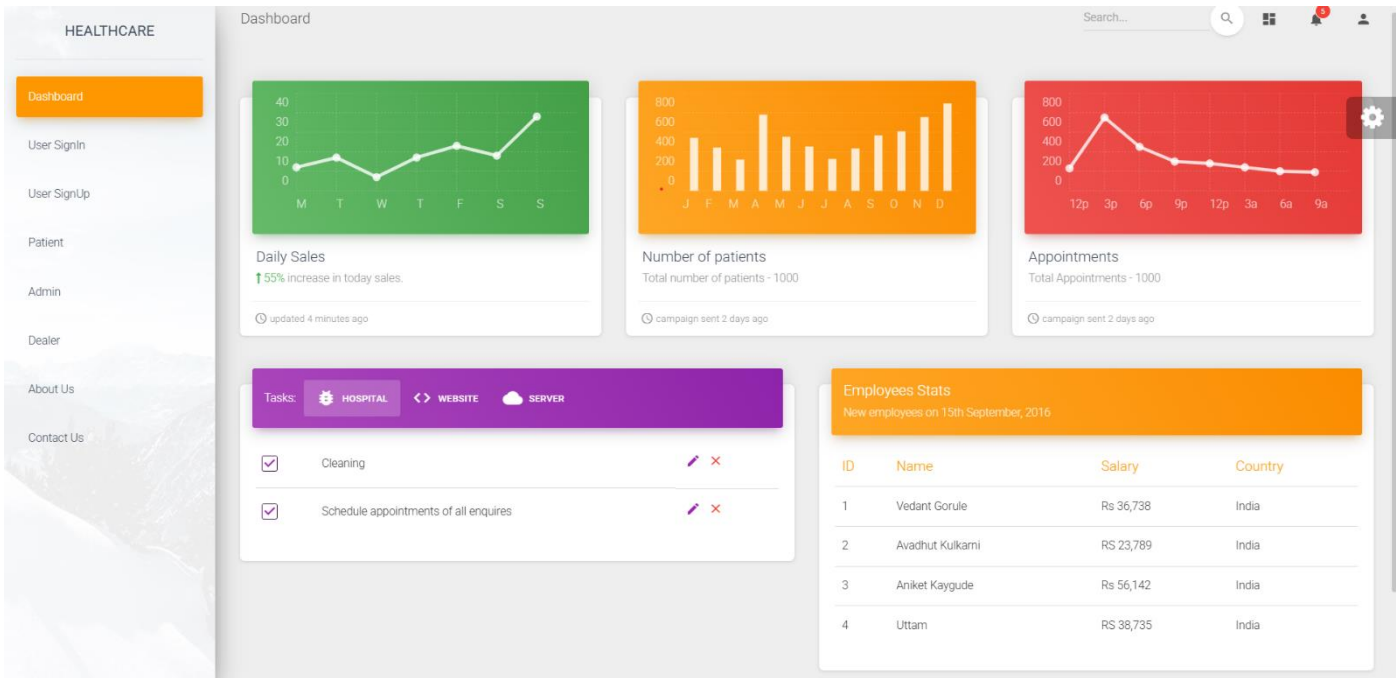 HEALTHCARE
Dashboard
User SignIn
User SignUp
Patient
Admin
Dealer
About Us
Contact Us
Dashboard
Search...
5
40
30
20
10
0
M T W T F S S
Daily Sales
55% increase in today sales.
updated 4 minutes ago
800
600
400
200
0
J F M A M J J A S O N D
Number of patients
Total number of patients - 1000
campaign sent 2 days ago
800
600
400
200
0
12p 3p 6p 9p 12p 3a 6a 9a
Appointments
Total Appointments - 1000
campaign sent 2 days ago
Tasks: HOSPITAL <> WEBSITE SERVER
Cleaning
Schedule appointments of all enquires
Employees Stats
New employees on 15th September, 2016
ID Name Salary Country
1 Vedant Gorule Rs 36,738 India
2 Avadhut Kulkarni RS 23,789 India
3 Aniket Kaygude Rs 56,142 India
4 Uttam RS 38,735 India